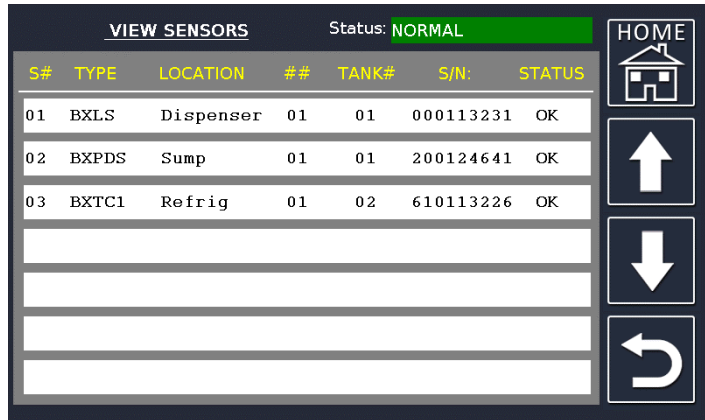 VIEW SENSORS Status: NORMAL HOME
S# TYPE LOCATION ## TANK# S/N: STATUS
01 BXLS Dispenser 01 01 000113231 OK
02 BXPDS Sump 01 01 200124641 OK
03 BXTC1 Refrig 01 02 610113226 OK